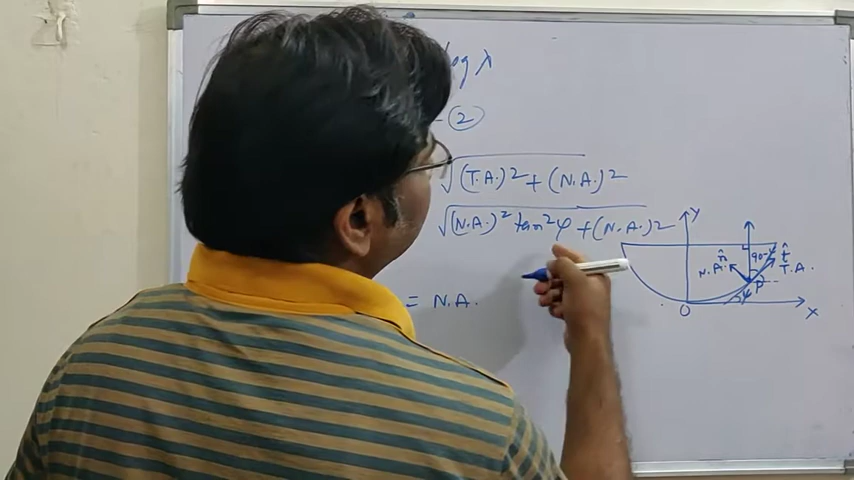 log λ
- ②
√(T.A.)² + (N.A.)²
√(N.A.)² tan²φ + (N.A.)²
= N.A.
Y
n̂
90-ψ
t̂
N.A.
T.A.
P
ψ
O
X